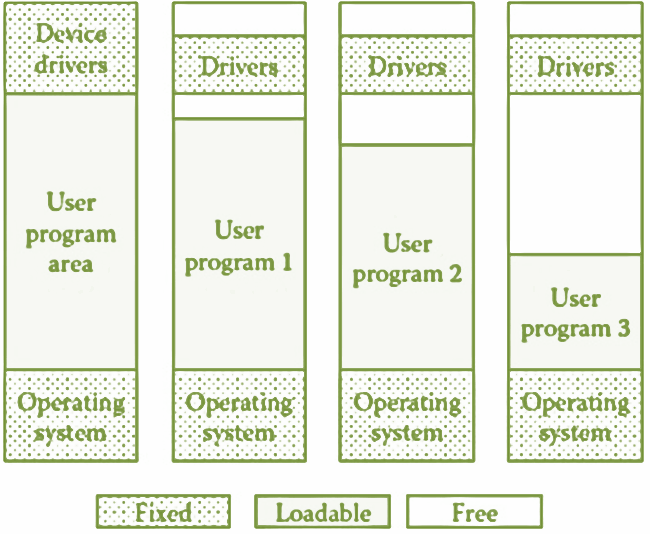 Device
drivers
User
program
area
Operating
system
Drivers
User
program 1
Operating
system
Drivers
User
program 2
Operating
system
Drivers
User
program 3
Operating
system
Fixed
Loadable
Free